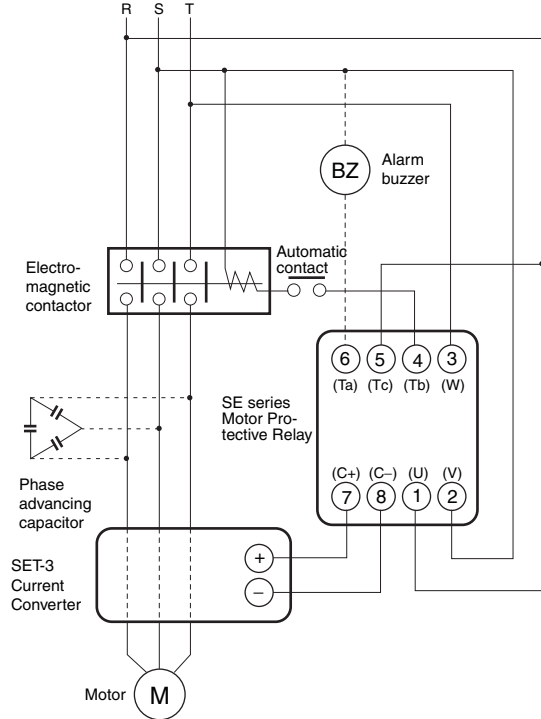 R S T
BZ
Alarm
buzzer
Automatic
contact
Electro-
magnetic
contactor
6 5 4 3
(Ta) (Tc) (Tb) (W)
SE series
Motor Pro-
tective Relay
(C+) (C−) (U) (V)
7 8 1 2
Phase
advancing
capacitor
SET-3
Current
Converter
+
−
Motor
M